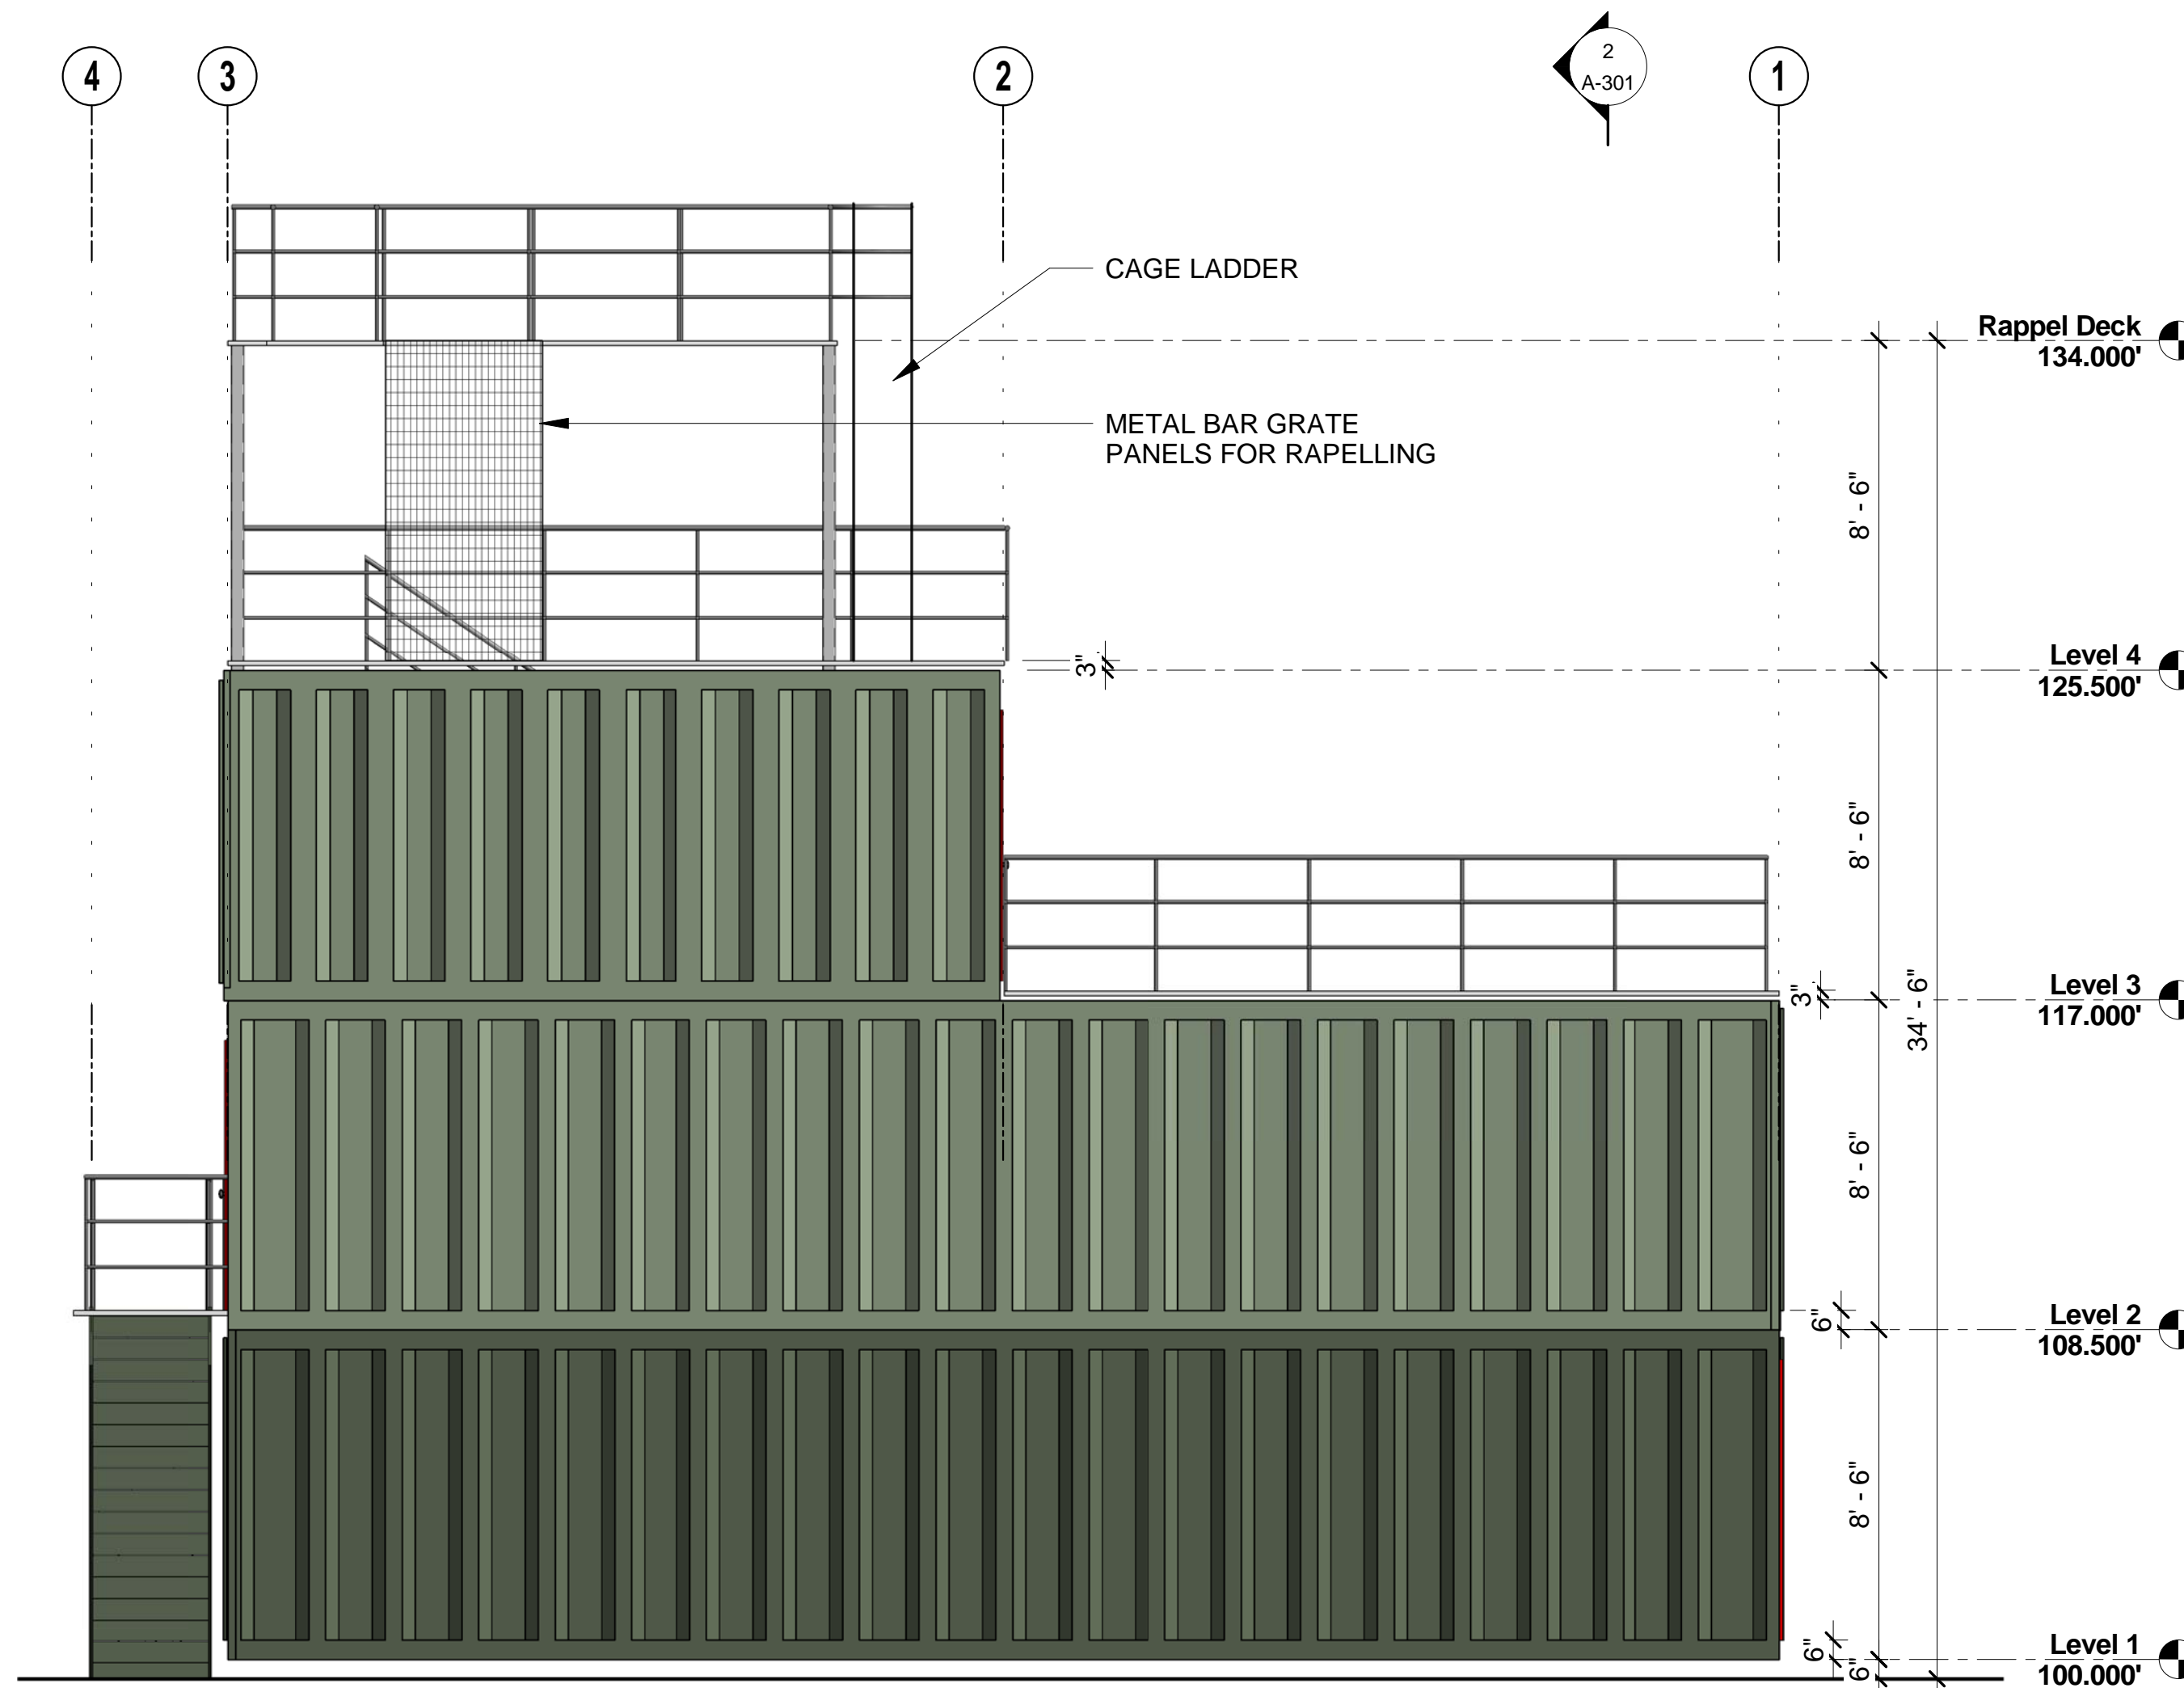 4
3
2
1
2
A-301
CAGE LADDER
METAL BAR GRATE
PANELS FOR RAPELLING
Rappel Deck
134.000'
8' - 6"
3"
Level 4
125.500'
8' - 6"
34' - 6"
3"
Level 3
117.000'
8' - 6"
6"
Level 2
108.500'
8' - 6"
6"
6"
Level 1
100.000'